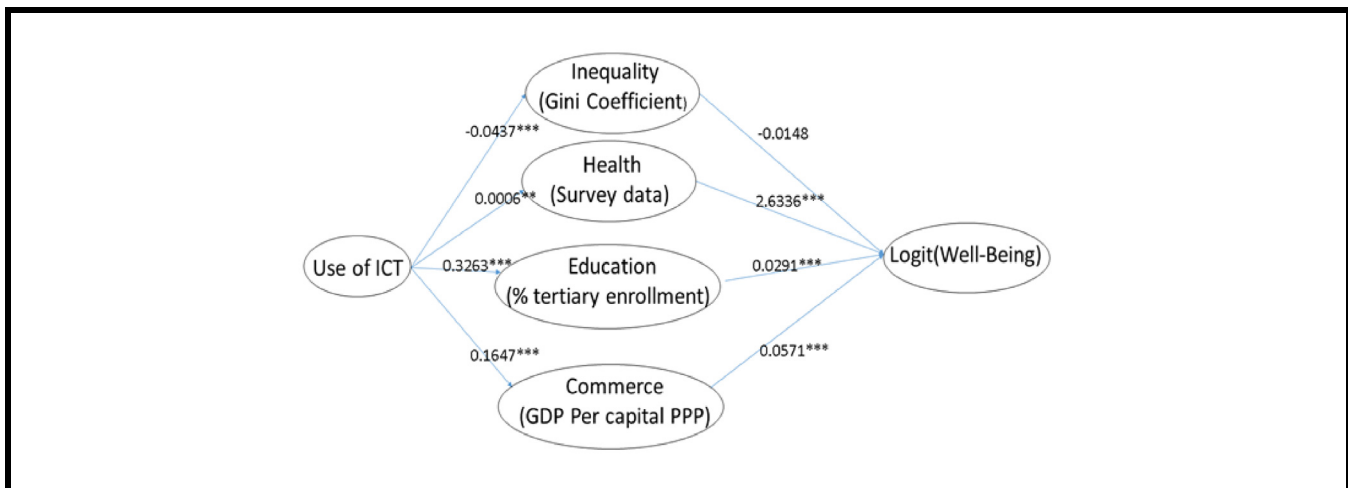 Inequality
(Gini Coefficient)
-0.0437***
-0.0148
Health
(Survey data)
0.0006**
2.6336***
Use of ICT
0.3263***
Education
(% tertiary enrollment)
0.0291***
Logit(Well-Being)
0.1647***
0.0571***
Commerce
(GDP Per capital PPP)